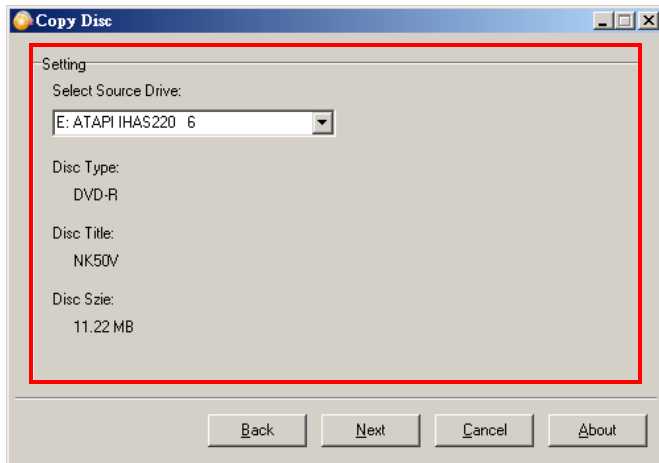 Copy Disc
Setting
Select Source Drive:
E: ATAPI IHAS220 6
Disc Type:
DVD-R
Disc Title:
NK50V
Disc Szie:
11.22 MB
Back Next Cancel About